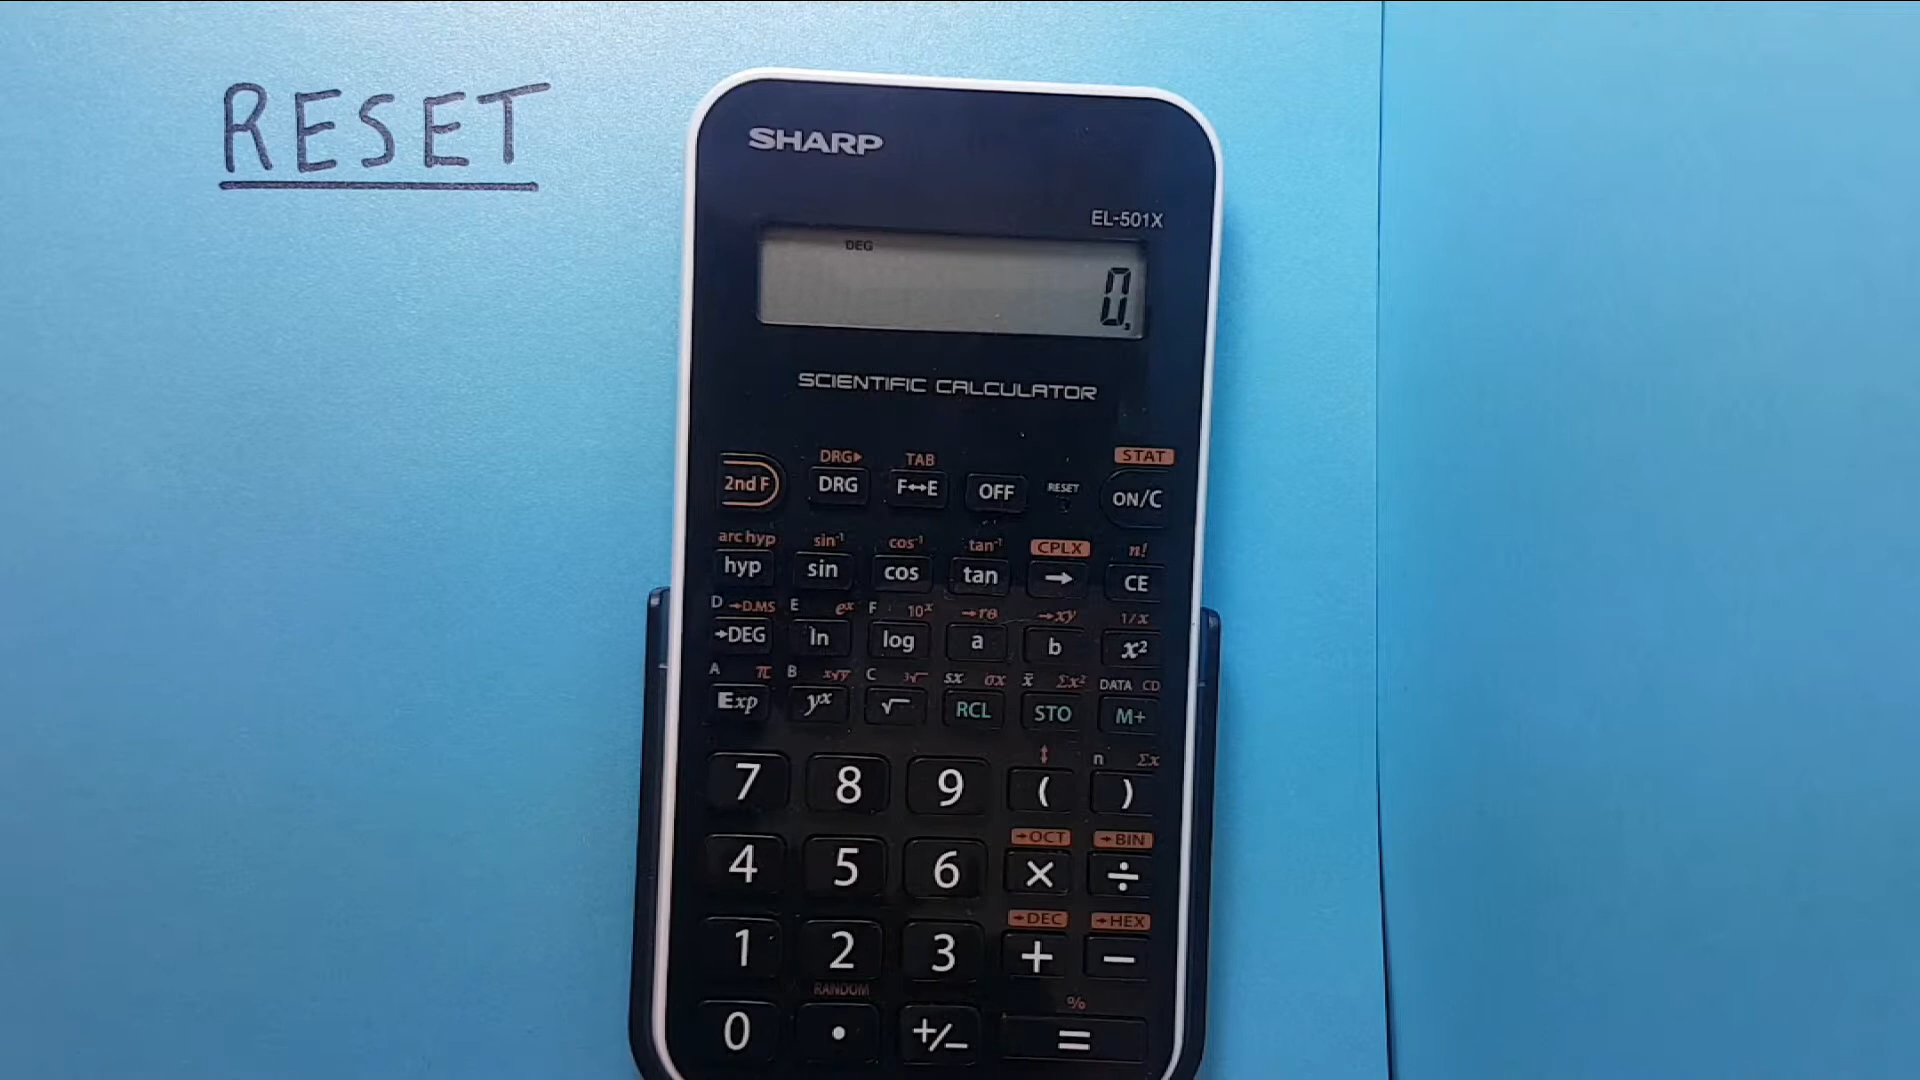 RESET
SHARP
EL-501X
DEG
0.
SCIENTIFIC CALCULATOR
DRG▶ TAB STAT
2nd F DRG F↔E OFF RESET ON/C
arc hyp sin⁻¹ cos⁻¹ tan⁻¹ CPLX n!
hyp sin cos tan → CE
D →D.MS E eˣ F 10ˣ →rθ →xy 1/x
→DEG ln log a b x²
A π B ˣ√y C ³√ sx σx x̄ Σx² DATA CD
Exp yˣ √ RCL STO M+
↕ n Σx
7 8 9 ( )
→OCT →BIN
4 5 6 × ÷
→DEC →HEX
1 2 3 + −
RANDOM %
0 • +/− =